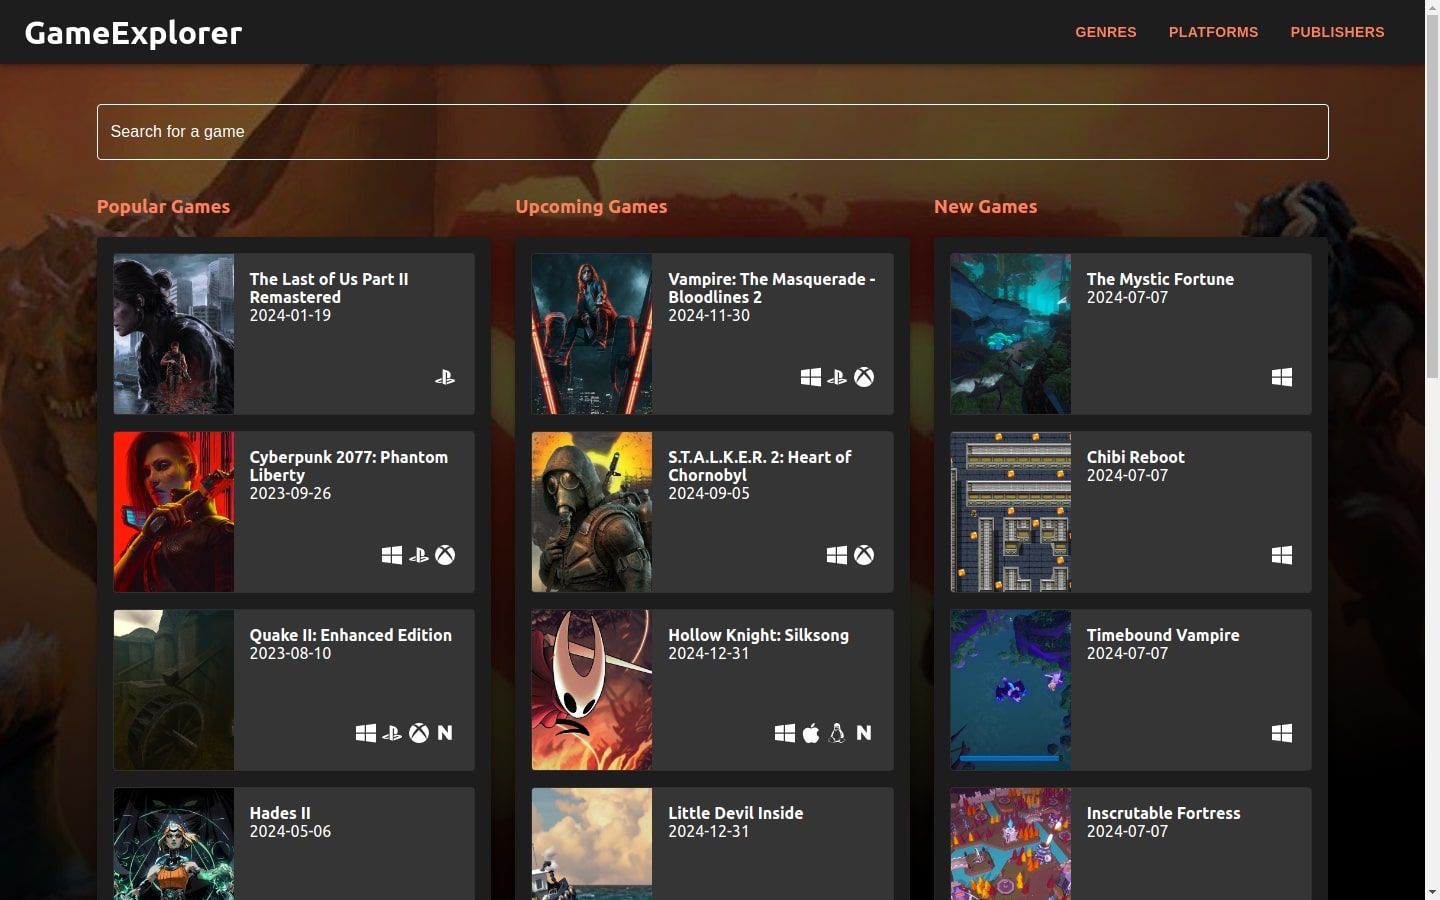 GameExplorer
GENRES
PLATFORMS
PUBLISHERS
Search for a game
Popular Games
The Last of Us Part II
Remastered
2024-01-19
Cyberpunk 2077: Phantom
Liberty
2023-09-26
Quake II: Enhanced Edition
2023-08-10
N
Hades II
2024-05-06
Upcoming Games
Vampire: The Masquerade -
Bloodlines 2
2024-11-30
S.T.A.L.K.E.R. 2: Heart of
Chornobyl
2024-09-05
Hollow Knight: Silksong
2024-12-31
N
Little Devil Inside
2024-12-31
New Games
The Mystic Fortune
2024-07-07
Chibi Reboot
2024-07-07
Timebound Vampire
2024-07-07
Inscrutable Fortress
2024-07-07